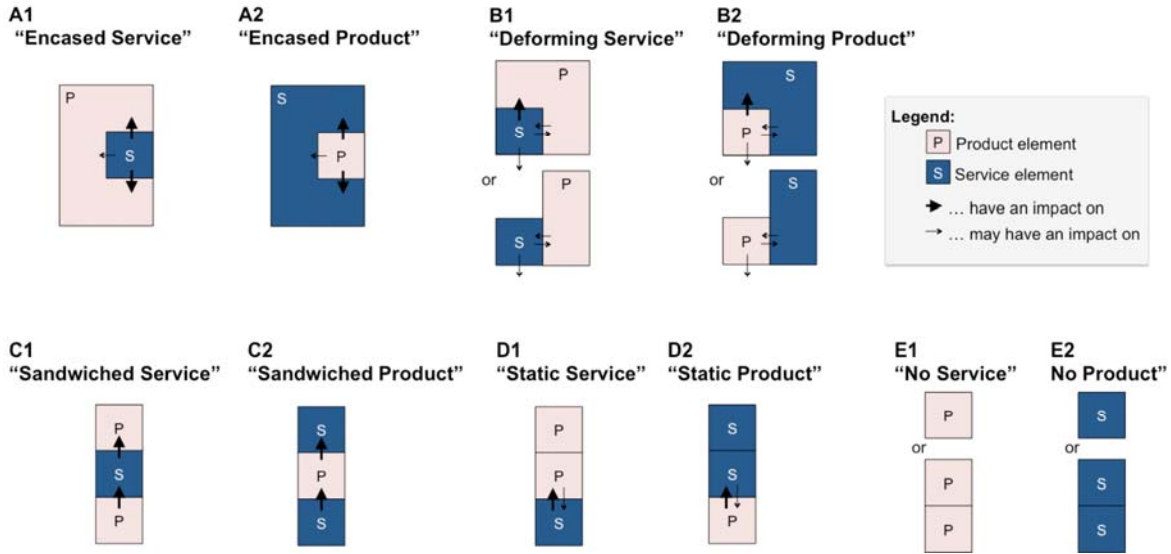 A1
“Encased Service”
P
S
A2
“Encased Product”
S
P
B1
“Deforming Service”
P
S
or
P
S
B2
“Deforming Product”
S
P
or
S
P
Legend:
P Product element
S Service element
… have an impact on
… may have an impact on
C1
“Sandwiched Service”
P
S
P
C2
“Sandwiched Product”
S
P
S
D1
“Static Service”
P
P
S
D2
“Static Product”
S
S
P
E1
“No Service”
P
or
P
P
E2
No Product”
S
or
S
S